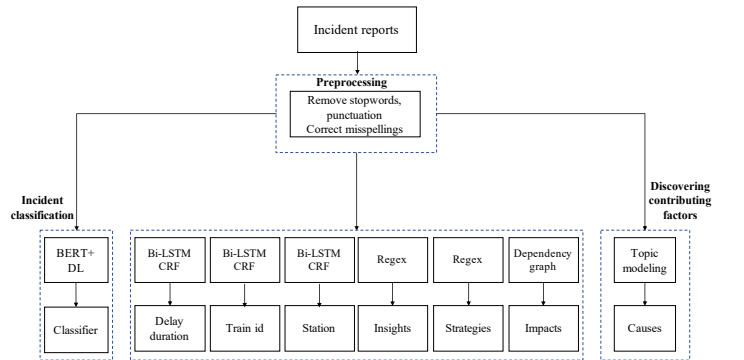 Incident reports
Preprocessing
Remove stopwords,
punctuation
Correct misspellings
Incident
classification
Discovering
contributing
factors
BERT+
DL
Bi-LSTM
CRF
Bi-LSTM
CRF
Bi-LSTM
CRF
Regex
Regex
Dependency
graph
Topic
modeling
Classifier
Delay
duration
Train id
Station
Insights
Strategies
Impacts
Causes